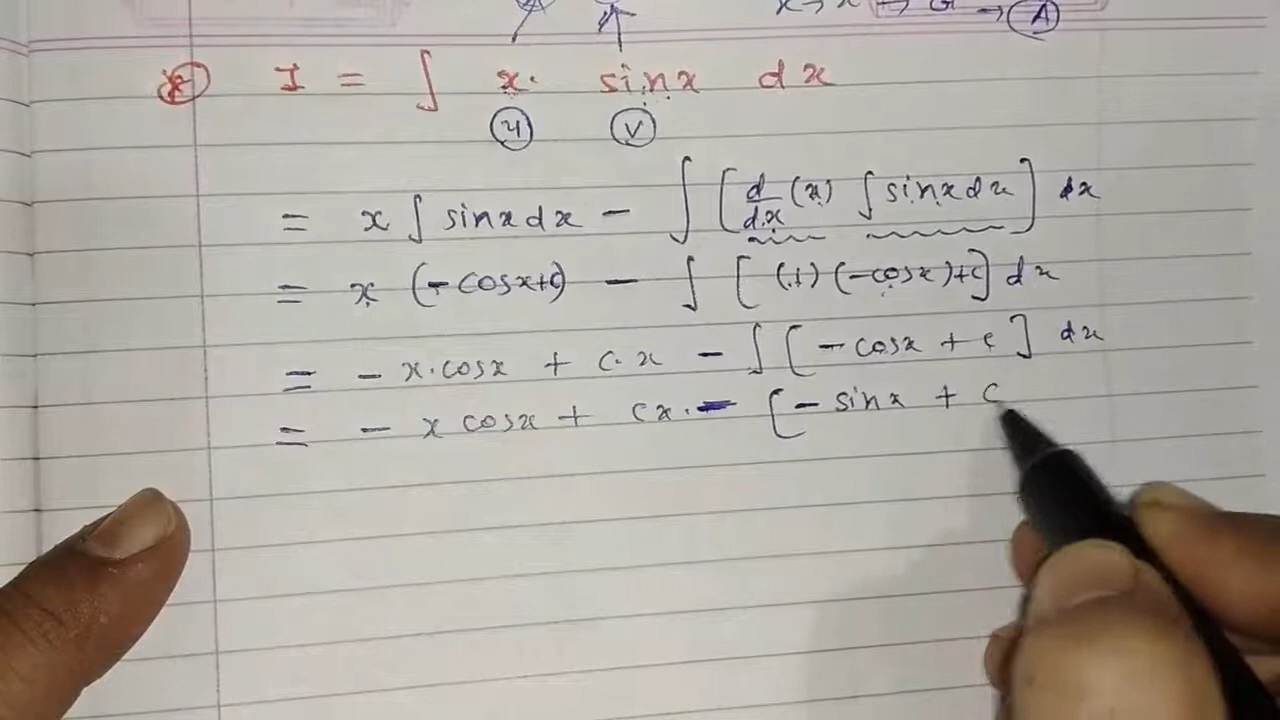 x → x → G → A
I = ∫ x · sinx dx
u v
= x ∫ sinx dx - ∫ [d/dx (x) ∫ sinx dx] dx
= x (-cosx+c) - ∫ [(1) (-cosx)+c] dx
= - x.cosx + c.x - ∫ [- cosx + c] dx
= - x cosx + cx. - [- sinx + c